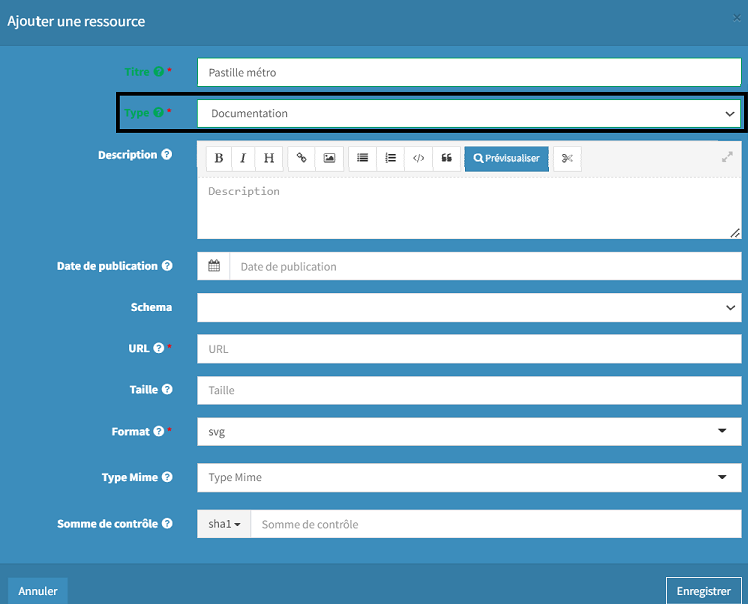 Ajouter une ressource
×
Titre ? *
Pastille métro
Type ? *
Documentation
Description ?
B I H </> Prévisualiser
Description
Date de publication ?
Date de publication
Schema
URL ? *
URL
Taille ?
Taille
Format ? *
svg
Type Mime ?
Type Mime
Somme de contrôle ?
sha1
Somme de contrôle
Annuler
Enregistrer